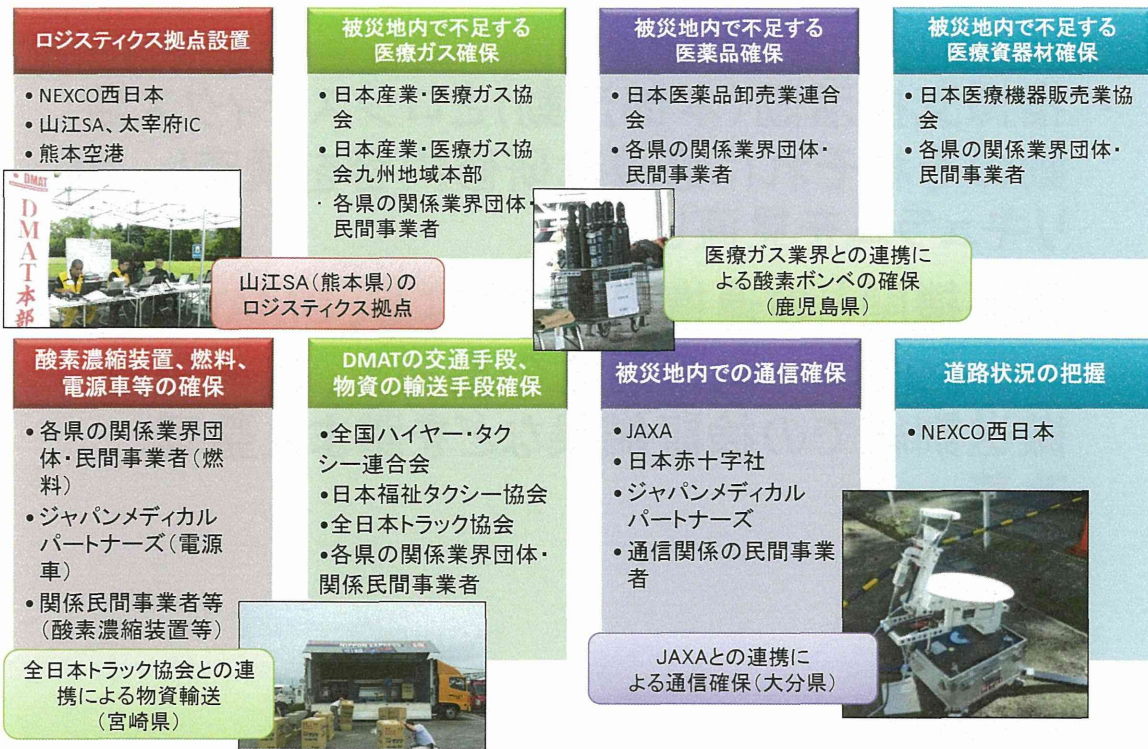 ロジスティクス拠点設置
・NEXCO西日本
・山江SA、太宰府IC
・熊本空港
DMAT
DMAT本部
山江SA(熊本県)の
ロジスティクス拠点
被災地内で不足する
医療ガス確保
・日本産業・医療ガス協
会
・日本産業・医療ガス協
会九州地域本部
・各県の関係業界団体・
民間事業者
被災地内で不足する
医薬品確保
・日本医薬品卸売業連合
会
・各県の関係業界団体・
民間事業者
医療ガス業界との連携に
よる酸素ボンベの確保
(鹿児島県)
被災地内で不足する
医療資器材確保
・日本医療機器販売業協
会
・各県の関係業界団体・
民間事業者
酸素濃縮装置、燃料、
電源車等の確保
・各県の関係業界団
体・民間事業者(燃
料)
・ジャパンメディカル
パートナーズ(電源
車)
・関係民間事業者等
(酸素濃縮装置等)
全日本トラック協会との連
携による物資輸送
(宮崎県)
DMATの交通手段、
物資の輸送手段確保
・全国ハイヤー・タク
シー連合会
・日本福祉タクシー協会
・全日本トラック協会
・各県の関係業界団体・
関係民間事業者
NIPPON EXPRESS
被災地内での通信確保
・JAXA
・日本赤十字社
・ジャパンメディカル
パートナーズ
・通信関係の民間事業
者
JAXAとの連携に
よる通信確保(大分県)
道路状況の把握
・NEXCO西日本